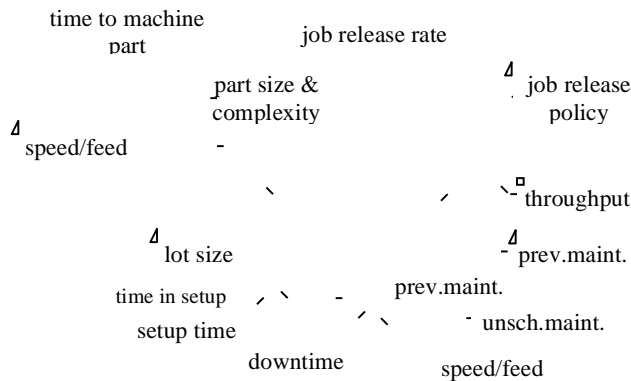 time to machine
part
job release rate
part size &
complexity
job release
policy
speed/feed
throughput
lot size
prev.maint.
time in setup
prev.maint.
setup time
unsch.maint.
downtime
speed/feed